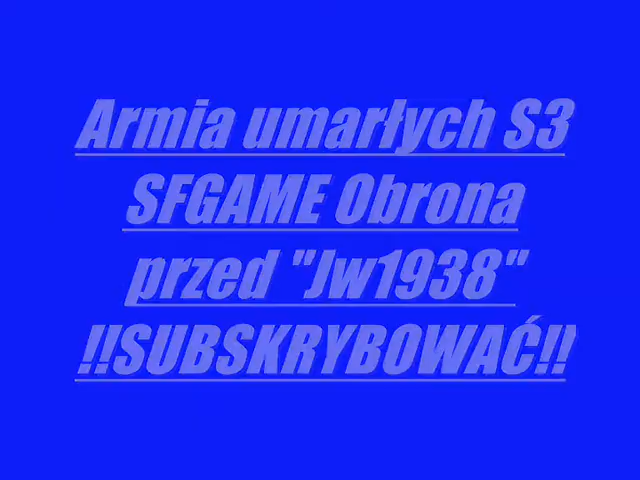 Armia umarłych S3
SFGAME Obrona
przed "Jw1938"
!!SUBSKRYBOWAĆ!!